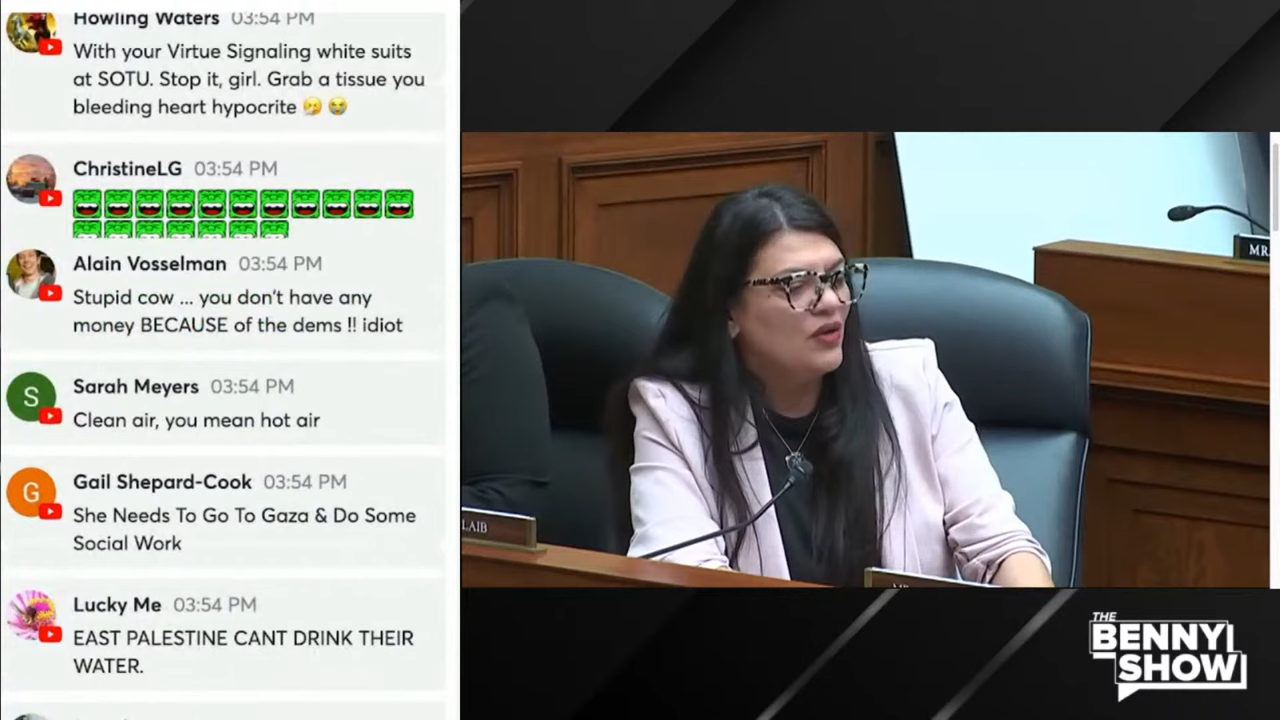 Howling Waters 03:54 PM
With your Virtue Signaling white suits
at SOTU. Stop it, girl. Grab a tissue you
bleeding heart hypocrite
ChristineLG 03:54 PM
Alain Vosselman 03:54 PM
Stupid cow ... you don't have any
money BECAUSE of the dems !! idiot
S
Sarah Meyers 03:54 PM
Clean air, you mean hot air
G
Gail Shepard-Cook 03:54 PM
She Needs To Go To Gaza & Do Some
Social Work
Lucky Me 03:54 PM
EAST PALESTINE CANT DRINK THEIR
WATER.
LAIB
MR.
THE
BENNY
SHOW